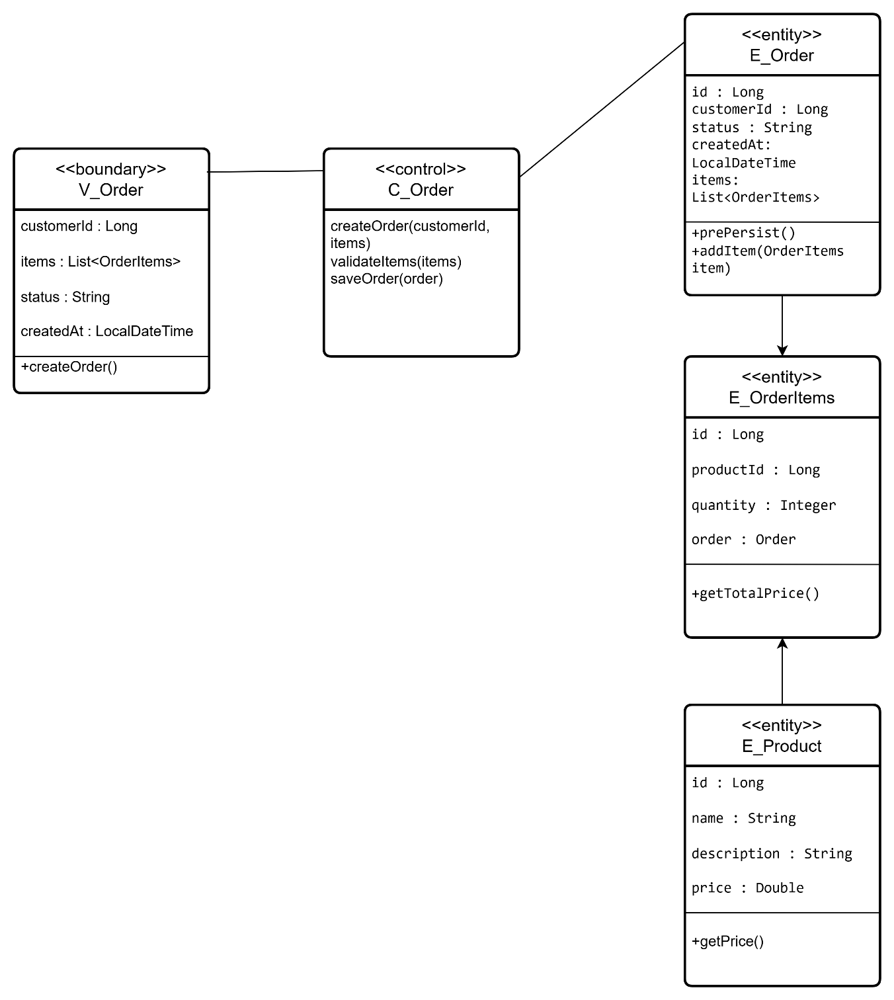 <<boundary>>
V_Order
customerId : Long
items : List<OrderItems>
status : String
createdAt : LocalDateTime
+createOrder()
<<control>>
C_Order
createOrder(customerId,
items)
validateItems(items)
saveOrder(order)
<<entity>>
E_Order
id : Long
customerId : Long
status : String
createdAt:
LocalDateTime
items:
List<OrderItems>
+prePersist()
+addItem(OrderItems
item)
<<entity>>
E_OrderItems
id : Long
productId : Long
quantity : Integer
order : Order
+getTotalPrice()
<<entity>>
E_Product
id : Long
name : String
description : String
price : Double
+getPrice()